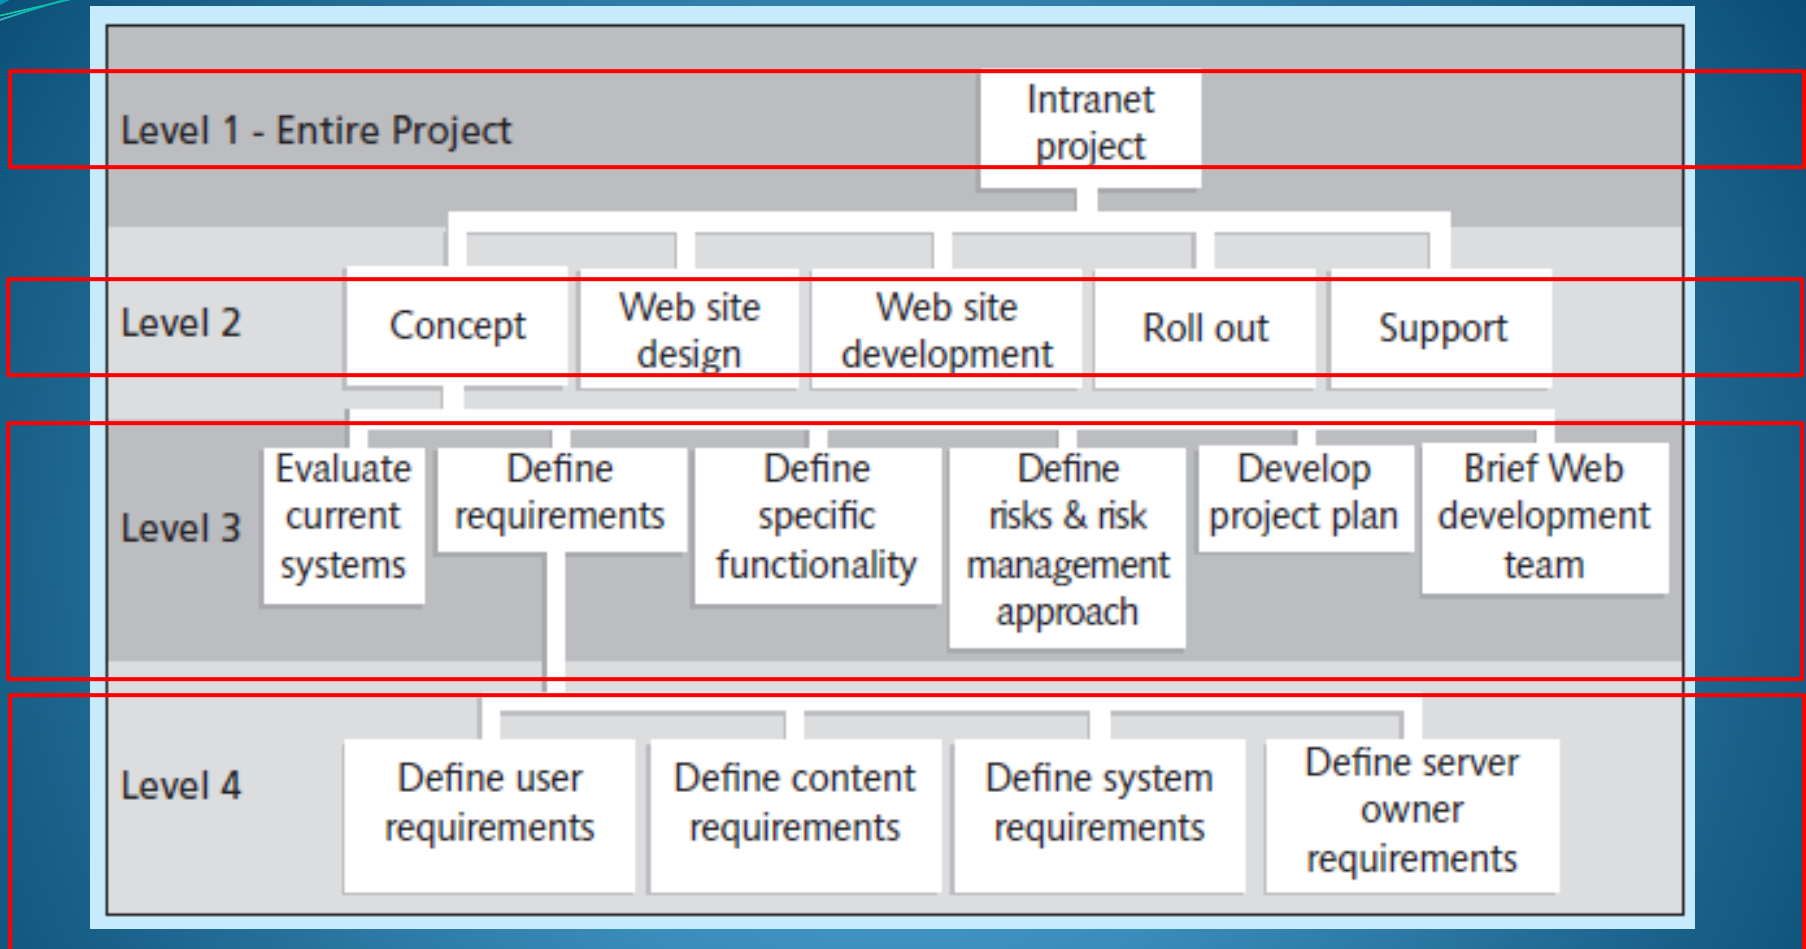 Level 1 - Entire Project
Intranet
project
Level 2
Concept
Web site
design
Web site
development
Roll out
Support
Level 3
Evaluate
current
systems
Define
requirements
Define
specific
functionality
Define
risks & risk
management
approach
Develop
project plan
Brief Web
development
team
Level 4
Define user
requirements
Define content
requirements
Define system
requirements
Define server
owner
requirements